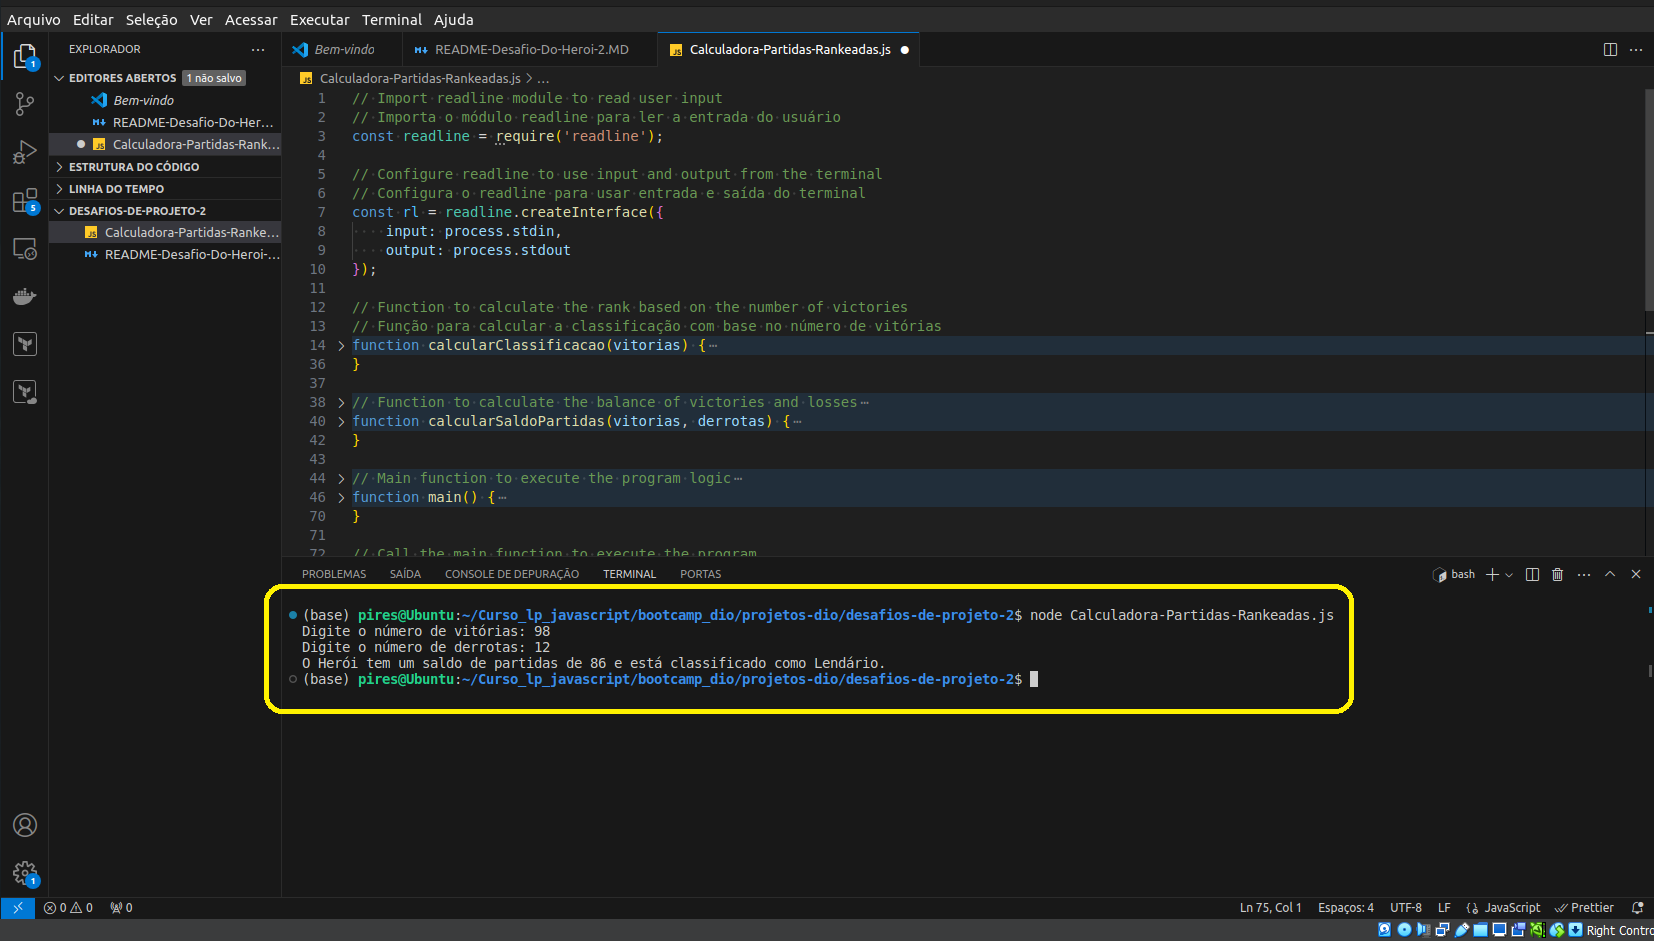 Arquivo Editar Seleção Ver Acessar Executar Terminal Ajuda
EXPLORADOR
EDITORES ABERTOS 1 não salvo
Bem-vindo
README-Desafio-Do-Her...
Calculadora-Partidas-Rank...
ESTRUTURA DO CÓDIGO
LINHA DO TEMPO
DESAFIOS-DE-PROJETO-2
Calculadora-Partidas-Ranke...
README-Desafio-Do-Heroi-...
1
5
1
Bem-vindo README-Desafio-Do-Heroi-2.MD Calculadora-Partidas-Rankeadas.js
Calculadora-Partidas-Rankeadas.js > ...
1 // Import readline module to read user input
2 // Importa o módulo readline para ler a entrada do usuário
3 const readline = require('readline');
4
5 // Configure readline to use input and output from the terminal
6 // Configura o readline para usar entrada e saída do terminal
7 const rl = readline.createInterface({
8 input: process.stdin,
9 output: process.stdout
10 });
11
12 // Function to calculate the rank based on the number of victories
13 // Função para calcular a classificação com base no número de vitórias
14 function calcularClassificacao(vitorias) {⋯
36 }
37
38 // Function to calculate the balance of victories and losses⋯
40 function calcularSaldoPartidas(vitorias, derrotas) {⋯
42 }
43
44 // Main function to execute the program logic⋯
46 function main() {⋯
70 }
71
72 // Call the main function to execute the program
PROBLEMAS SAÍDA CONSOLE DE DEPURAÇÃO TERMINAL PORTAS bash
(base) pires@Ubuntu:~/Curso_lp_javascript/bootcamp_dio/projetos-dio/desafios-de-projeto-2$ node Calculadora-Partidas-Rankeadas.js
Digite o número de vitórias: 98
Digite o número de derrotas: 12
O Herói tem um saldo de partidas de 86 e está classificado como Lendário.
(base) pires@Ubuntu:~/Curso_lp_javascript/bootcamp_dio/projetos-dio/desafios-de-projeto-2$
0 0 0 Ln 75, Col 1 Espaços: 4 UTF-8 LF {} JavaScript Prettier
Right Contro